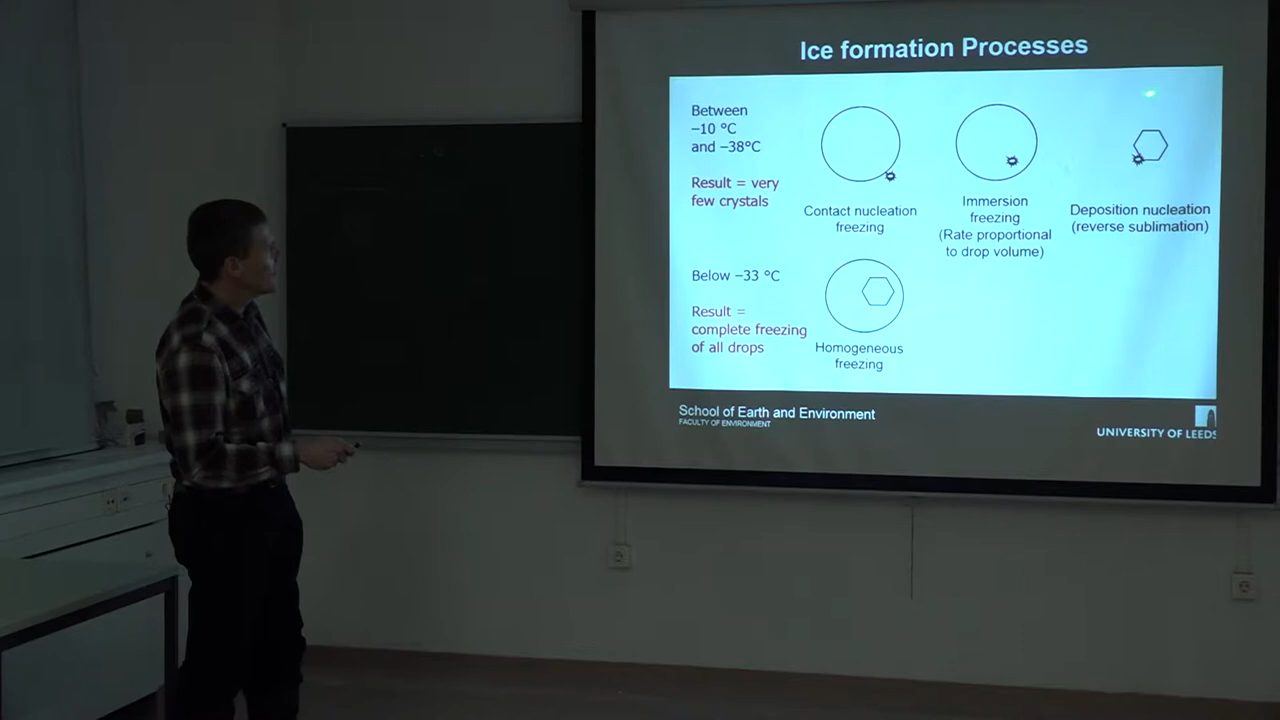 Ice formation Processes
Between
–10 °C
and –38°C
Result = very
few crystals
Contact nucleation
freezing
Immersion
freezing
(Rate proportional
to drop volume)
Deposition nucleation
(reverse sublimation)
Below –33 °C
Result =
complete freezing
of all drops
Homogeneous
freezing
School of Earth and Environment
FACULTY OF ENVIRONMENT
UNIVERSITY OF LEEDS